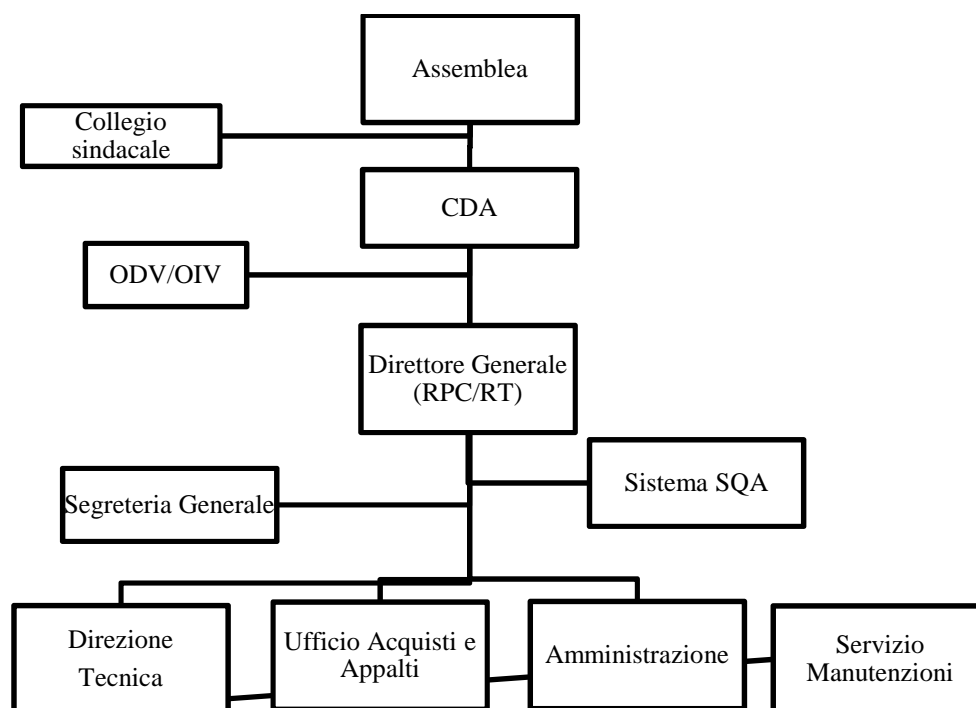 Assemblea
Collegio
sindacale
CDA
ODV/OIV
Direttore Generale
(RPC/RT)
Sistema SQA
Segreteria Generale
Direzione
Tecnica
Ufficio Acquisti e
Appalti
Amministrazione
Servizio
Manutenzioni